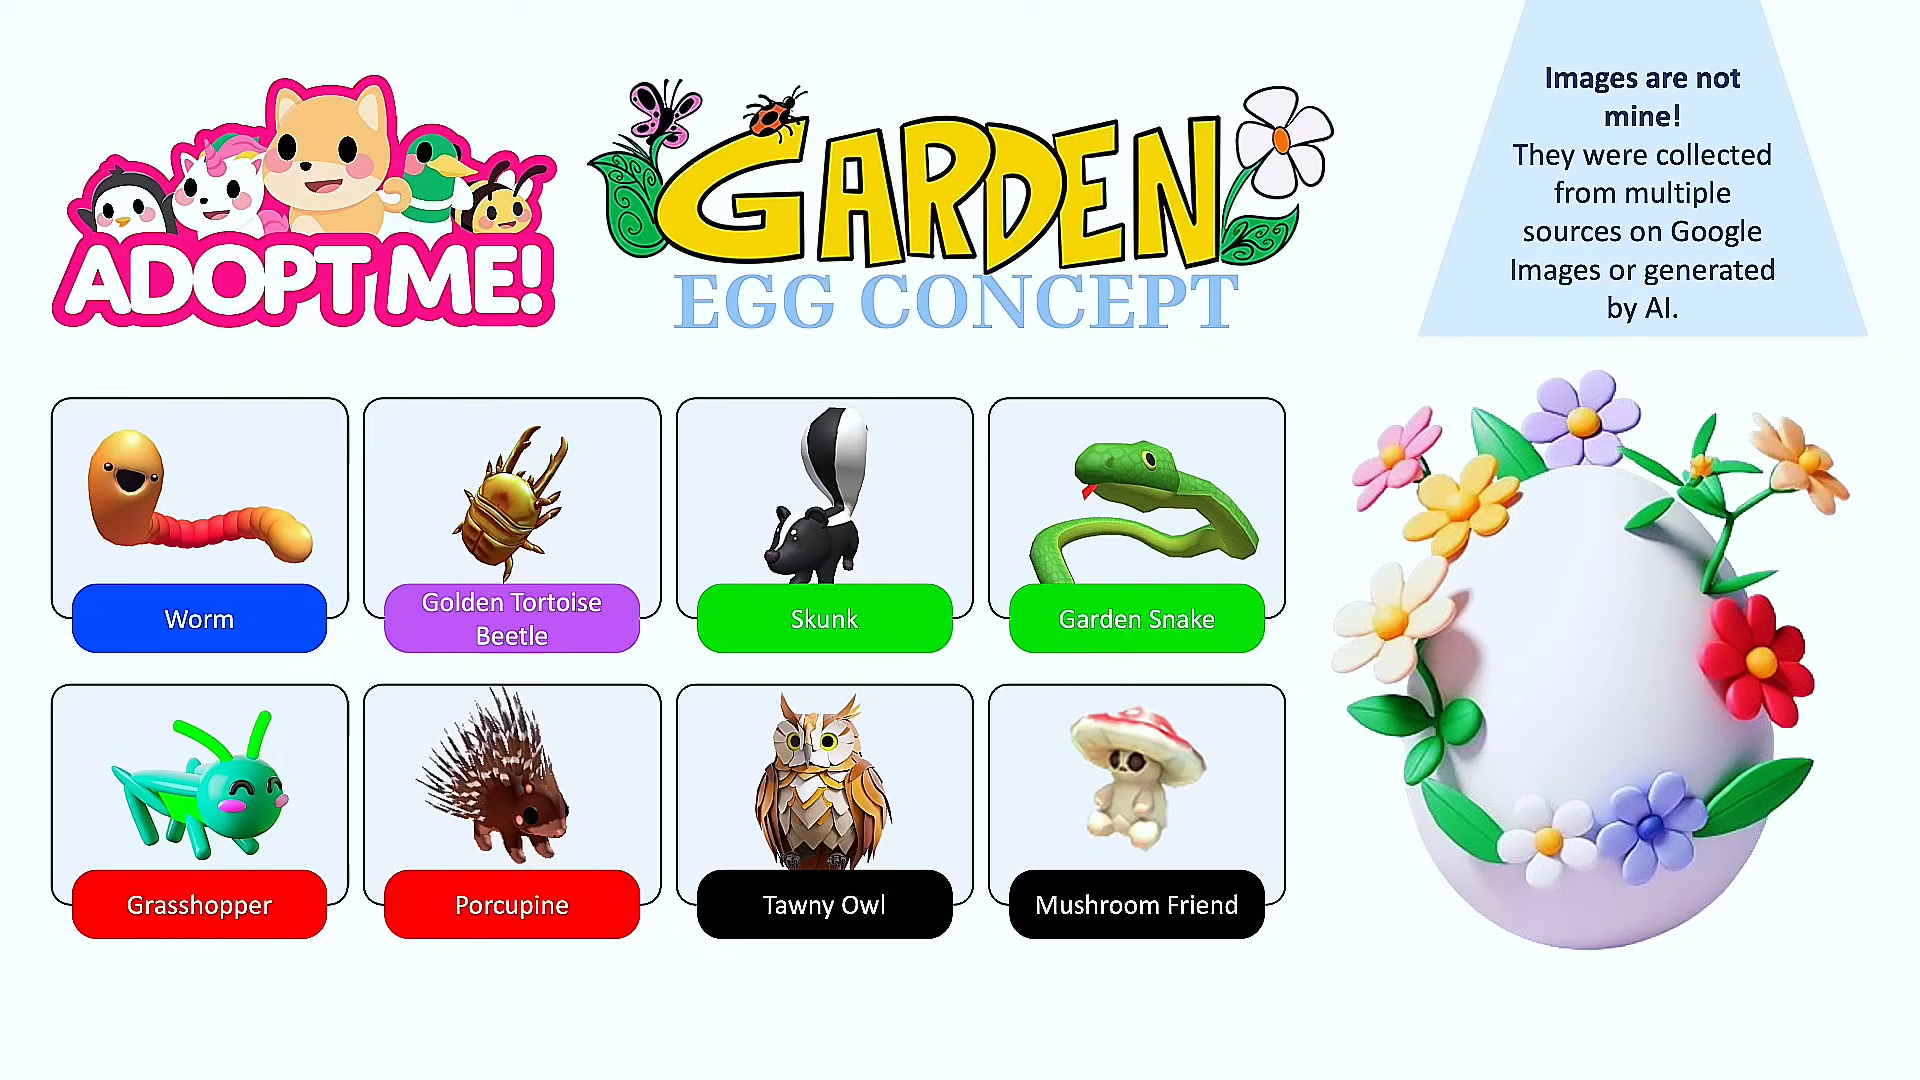 ADOPT ME!
GARDEN
EGG CONCEPT
Images are not
mine!
They were collected
from multiple
sources on Google
Images or generated
by AI.
Worm
Golden Tortoise
Beetle
Skunk
Garden Snake
Grasshopper
Porcupine
Tawny Owl
Mushroom Friend